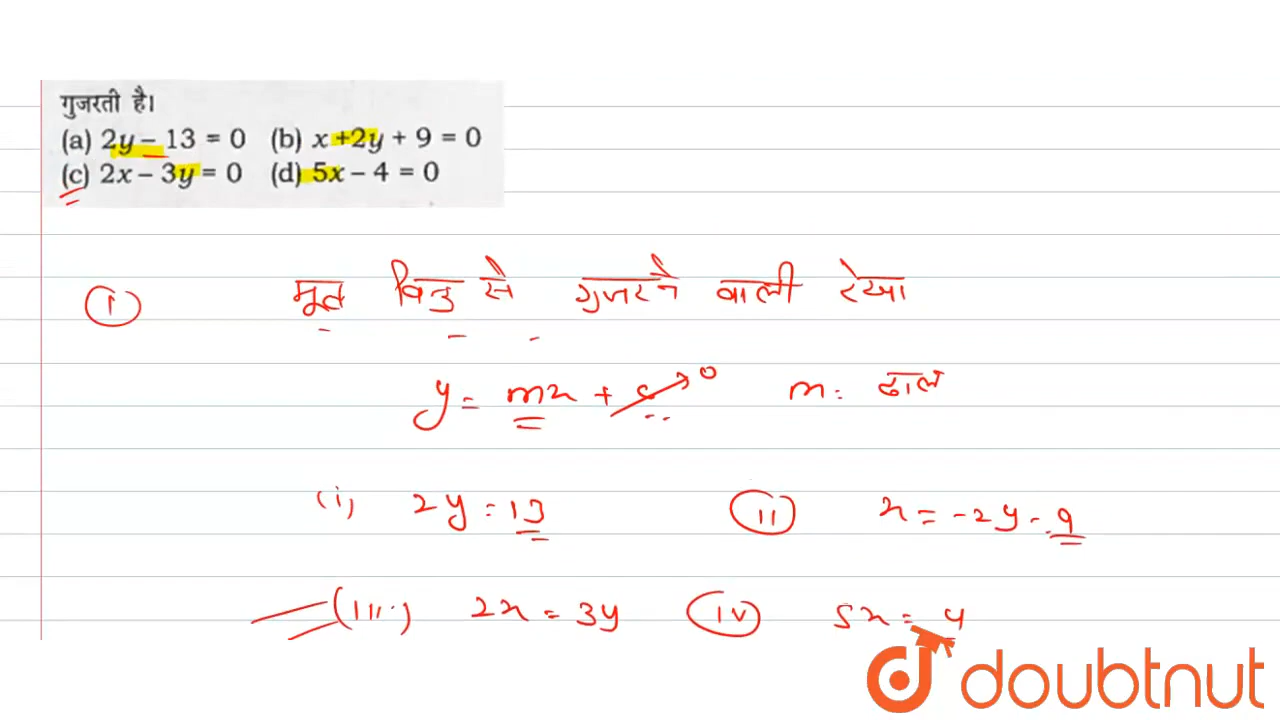 गुजरती है।
(a) 2y – 13 = 0 (b) x + 2y + 9 = 0
(c) 2x – 3y = 0 (d) 5x – 4 = 0
① मूल बिंदु से गुजरने वाली रेखा
y = mx + c → 0 m = ढाल
(i) 2y = 13 (ii) x = -2y - 9
(iii) 2x = 3y (iv) 5x = 4
doubtnut